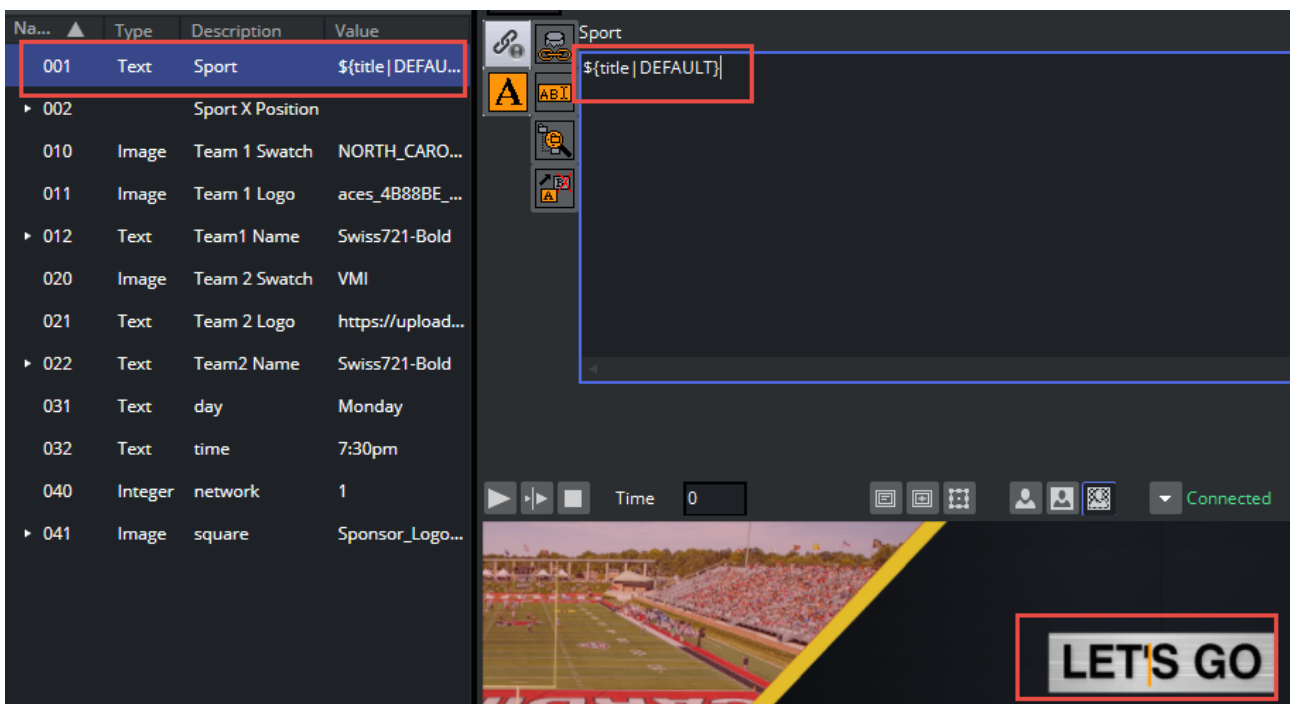 Na... Type Description Value
001 Text Sport ${title|DEFAU...
002 Sport X Position
010 Image Team 1 Swatch NORTH_CARO...
011 Image Team 1 Logo aces_4B88BE_...
012 Text Team1 Name Swiss721-Bold
020 Image Team 2 Swatch VMI
021 Text Team 2 Logo https://upload...
022 Text Team2 Name Swiss721-Bold
031 Text day Monday
032 Text time 7:30pm
040 Integer network 1
041 Image square Sponsor_Logo...
Sport
${title|DEFAULT}
A
ABI
A B
Time 0
Connected
LET'S GO